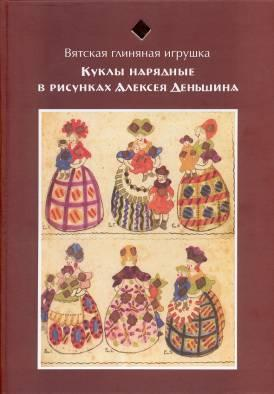 Вятская глиняная игрушка
Куклы нарядные
в рисунках Алексея Деньшина